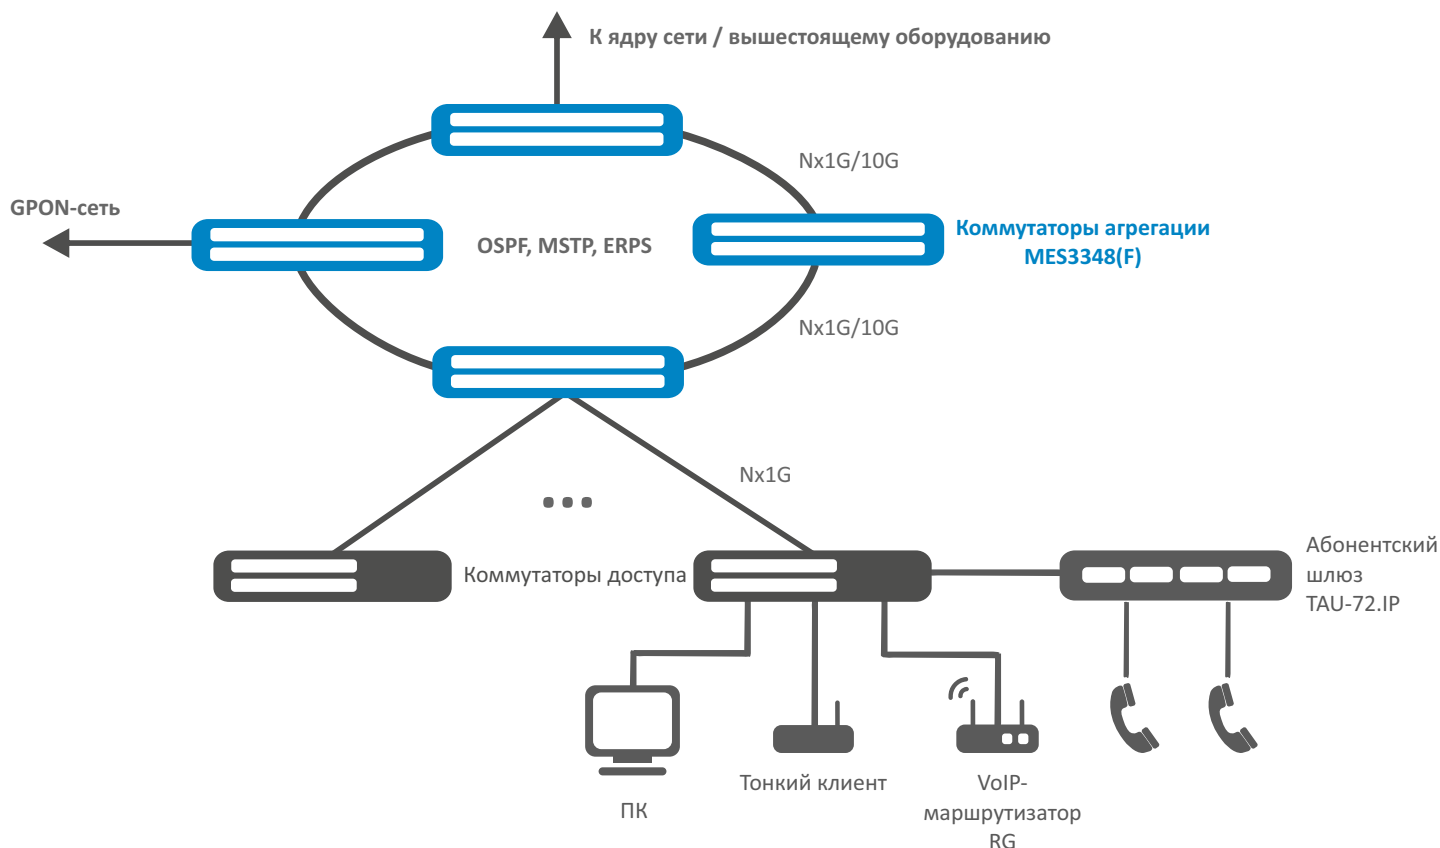 К ядру сети / вышестоящему оборудованию
Nx1G/10G
GPON-сеть
OSPF, MSTP, ERPS
Коммутаторы агрегации
MES3348(F)
Nx1G/10G
Nx1G
Коммутаторы доступа
Абонентский
шлюз
TAU-72.IP
ПК
Тонкий клиент
VoIP-
маршрутизатор
RG